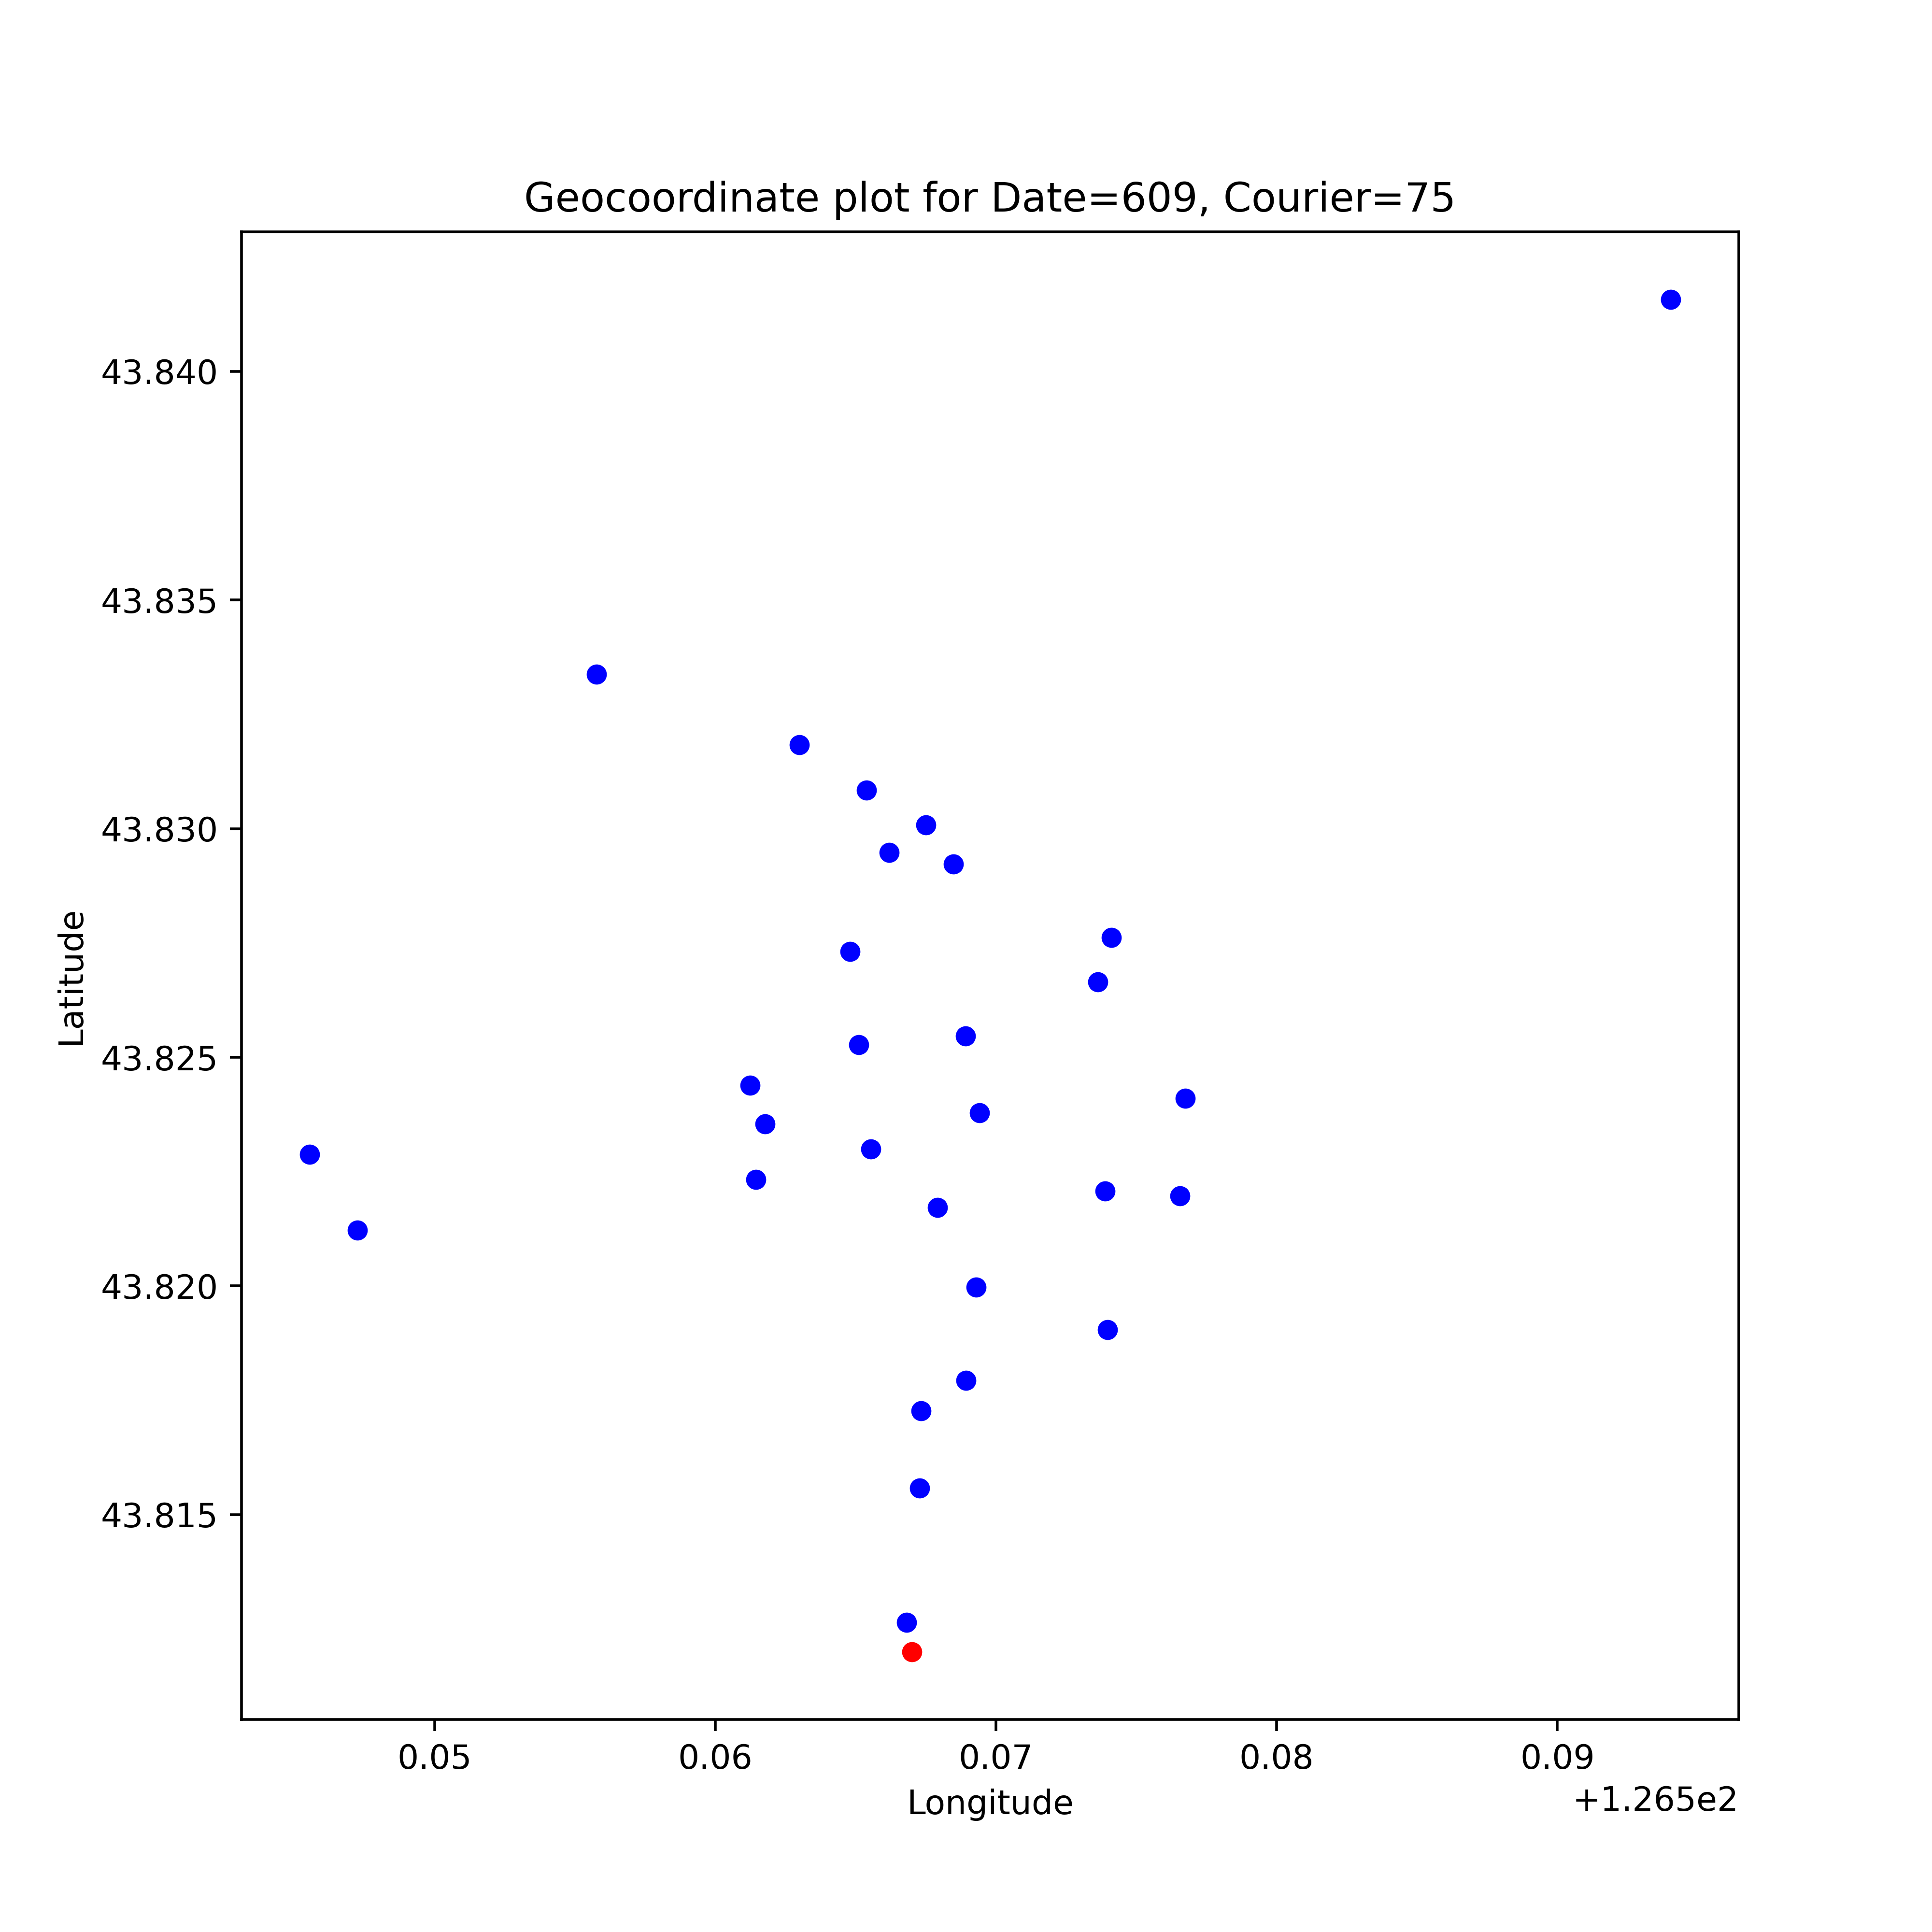 Geocoordinate plot for Date=609, Courier=75
43.840
43.835
43.830
43.825
43.820
43.815
Latitude
0.05 0.06 0.07 0.08 0.09
+1.265e2
Longitude